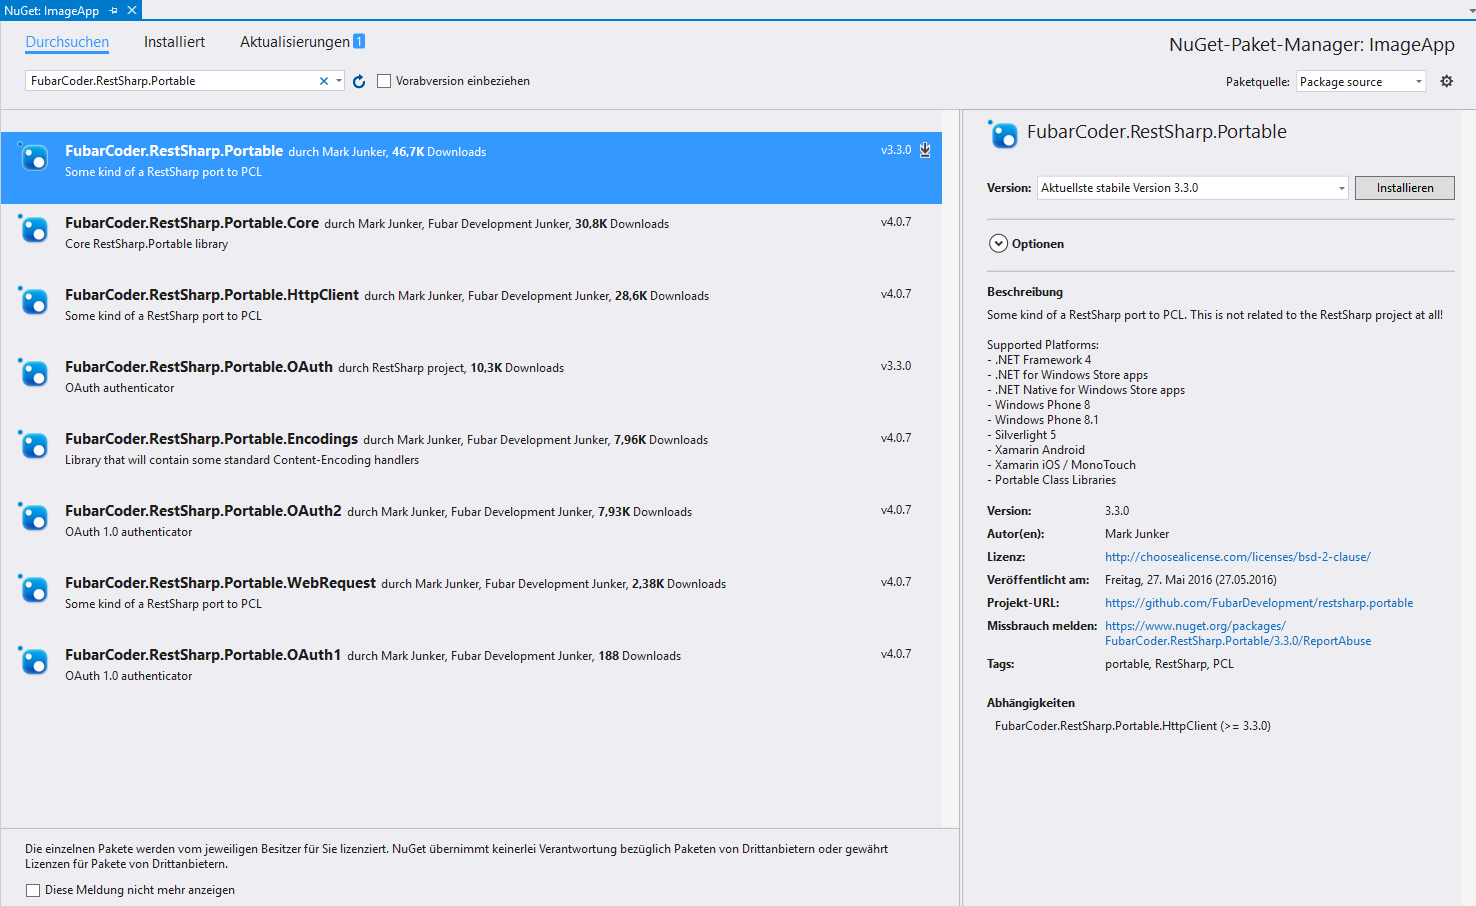 NuGet: ImageApp
Durchsuchen Installiert Aktualisierungen 1
NuGet-Paket-Manager: ImageApp
FubarCoder.RestSharp.Portable
Vorabversion einbeziehen
Paketquelle: Package source
FubarCoder.RestSharp.Portable durch Mark Junker, 46,7K Downloads v3.3.0
Some kind of a RestSharp port to PCL
FubarCoder.RestSharp.Portable.Core durch Mark Junker, Fubar Development Junker, 30,8K Downloads v4.0.7
Core RestSharp.Portable library
FubarCoder.RestSharp.Portable.HttpClient durch Mark Junker, Fubar Development Junker, 28,6K Downloads v4.0.7
Some kind of a RestSharp port to PCL
FubarCoder.RestSharp.Portable.OAuth durch RestSharp project, 10,3K Downloads v3.3.0
OAuth authenticator
FubarCoder.RestSharp.Portable.Encodings durch Mark Junker, Fubar Development Junker, 7,96K Downloads v4.0.7
Library that will contain some standard Content-Encoding handlers
FubarCoder.RestSharp.Portable.OAuth2 durch Mark Junker, Fubar Development Junker, 7,93K Downloads v4.0.7
OAuth 1.0 authenticator
FubarCoder.RestSharp.Portable.WebRequest durch Mark Junker, Fubar Development Junker, 2,38K Downloads v4.0.7
Some kind of a RestSharp port to PCL
FubarCoder.RestSharp.Portable.OAuth1 durch Mark Junker, Fubar Development Junker, 188 Downloads v4.0.7
OAuth 1.0 authenticator
Die einzelnen Pakete werden vom jeweiligen Besitzer für Sie lizenziert. NuGet übernimmt keinerlei Verantwortung bezüglich Paketen von Drittanbietern oder gewährt
Lizenzen für Pakete von Drittanbietern.
Diese Meldung nicht mehr anzeigen
FubarCoder.RestSharp.Portable
Version: Aktuellste stabile Version 3.3.0 Installieren
Optionen
Beschreibung
Some kind of a RestSharp port to PCL. This is not related to the RestSharp project at all!
Supported Platforms:
- .NET Framework 4
- .NET for Windows Store apps
- .NET Native for Windows Store apps
- Windows Phone 8
- Windows Phone 8.1
- Silverlight 5
- Xamarin Android
- Xamarin iOS / MonoTouch
- Portable Class Libraries
Version: 3.3.0
Autor(en): Mark Junker
Lizenz: http://choosealicense.com/licenses/bsd-2-clause/
Veröffentlicht am: Freitag, 27. Mai 2016 (27.05.2016)
Projekt-URL: https://github.com/FubarDevelopment/restsharp.portable
Missbrauch melden: https://www.nuget.org/packages/
FubarCoder.RestSharp.Portable/3.3.0/ReportAbuse
Tags: portable, RestSharp, PCL
Abhängigkeiten
FubarCoder.RestSharp.Portable.HttpClient (>= 3.3.0)